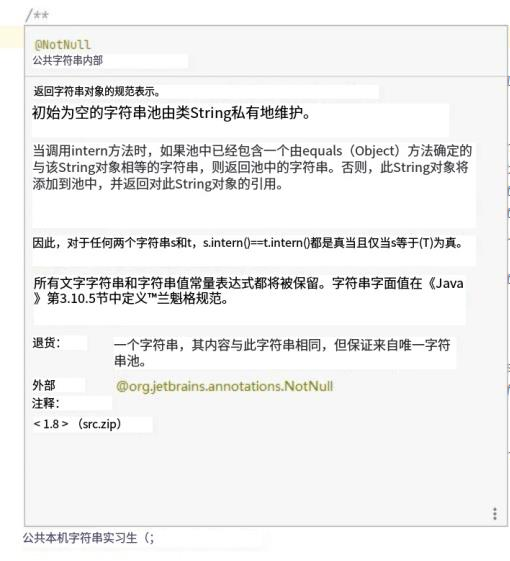 /**
@NotNull
公共字符串内部
返回字符串对象的规范表示。
初始为空的字符串池由类String私有地维护。
当调用intern方法时，如果池中已经包含一个由equals（Object）方法确定的
与该String对象相等的字符串，则返回池中的字符串。否则，此String对象将
添加到池中，并返回对此String对象的引用。
因此，对于任何两个字符串s和t，s.intern()==t.intern()都是真当且仅当s等于(T)为真。
所有文字字符串和字符串值常量表达式都将被保留。字符串字面值在《Java
》第3.10.5节中定义™兰魁格规范。
退货：
一个字符串，其内容与此字符串相同，但保证来自唯一字符
串池。
外部
注释：
@org.jetbrains.annotations.NotNull
< 1.8 > （src.zip）
公共本机字符串实习生（；